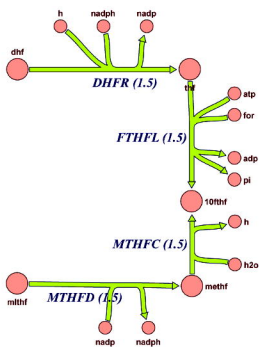 h
nadph
nadp
dhf
thf
DHFR (1.5)
atp
for
FTHFL (1.5)
adp
pi
10fthf
h
MTHFC (1.5)
h2o
mlthf
methf
MTHFD (1.5)
nadp
nadph